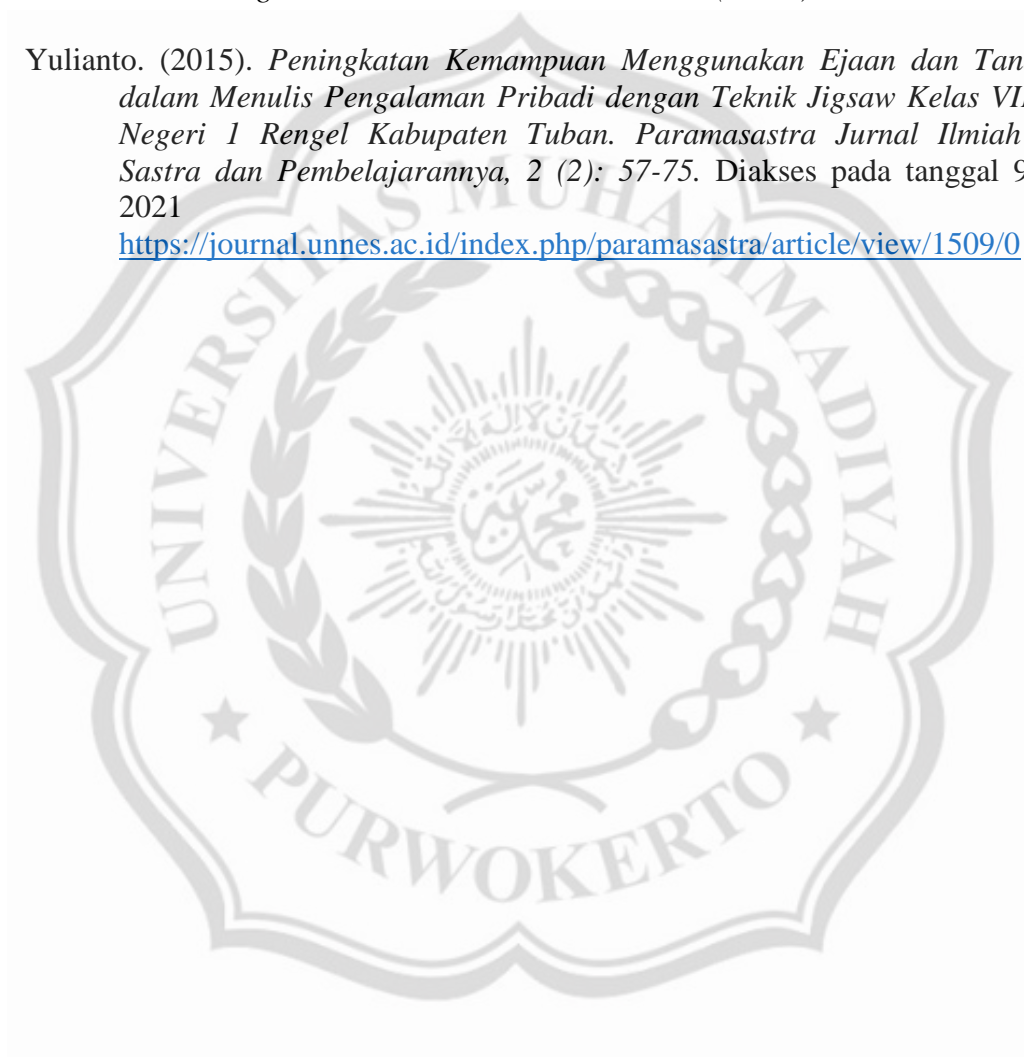 Yulianto. (2015). Peningkatan Kemampuan Menggunakan Ejaan dan Tan
dalam Menulis Pengalaman Pribadi dengan Teknik Jigsaw Kelas VII
Negeri 1 Rengel Kabupaten Tuban. Paramasastra Jurnal Ilmiah
Sastra dan Pembelajarannya, 2 (2): 57-75. Diakses pada tanggal 9
2021
https://journal.unnes.ac.id/index.php/paramasastra/article/view/1509/0
UNIVERSITAS MUHAMMADIYAH
PURWOKERTO